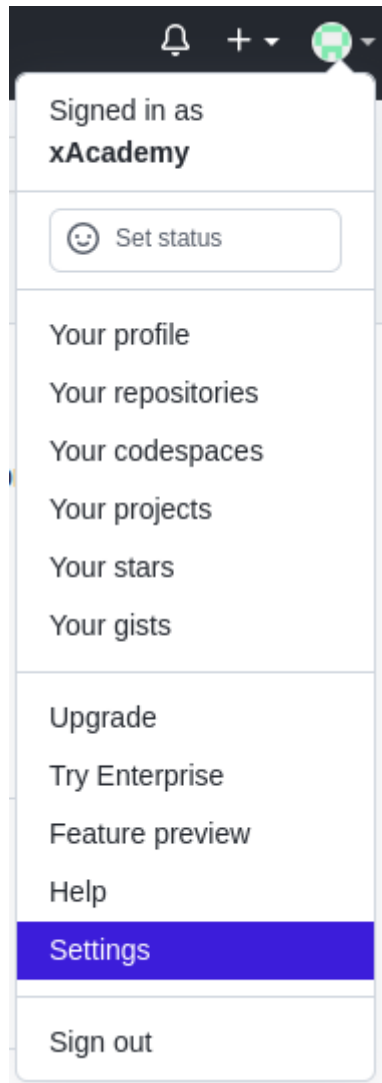 Signed in as
xAcademy
Set status
Your profile
Your repositories
Your codespaces
Your projects
Your stars
Your gists
Upgrade
Try Enterprise
Feature preview
Help
Settings
Sign out